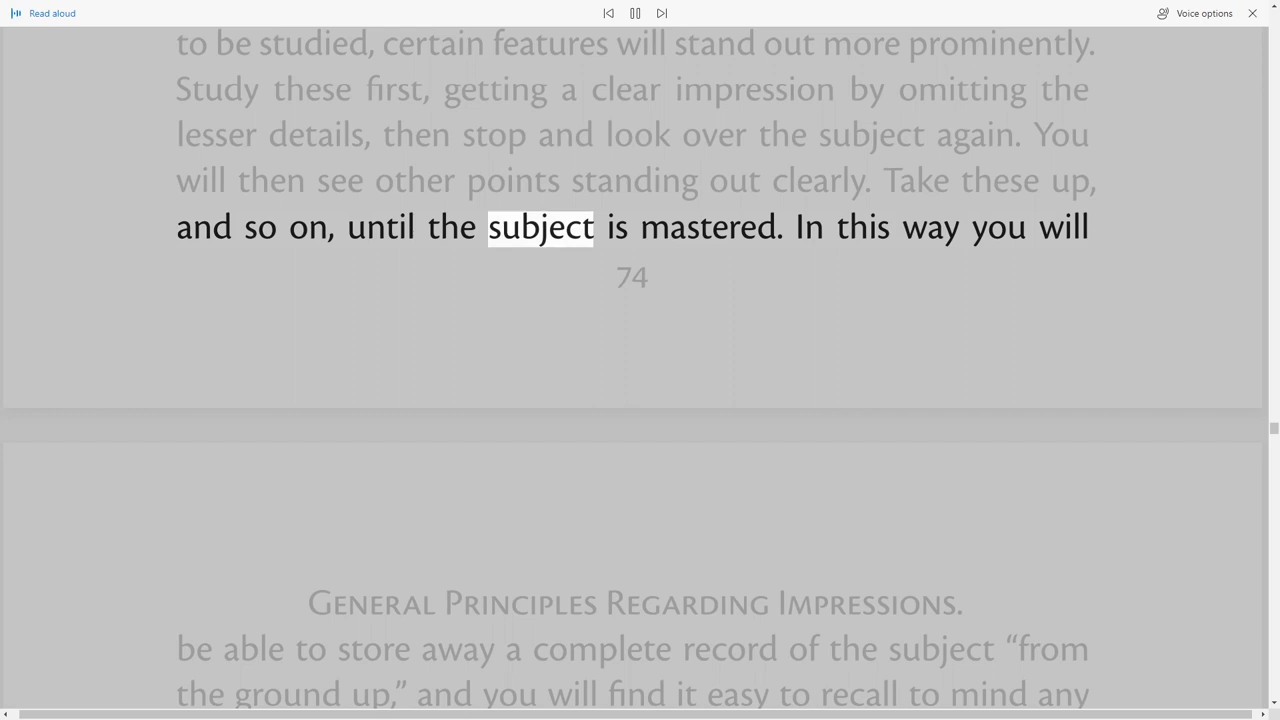 Read aloud
Voice options
to be studied, certain features will stand out more prominently.
Study these first, getting a clear impression by omitting the
lesser details, then stop and look over the subject again. You
will then see other points standing out clearly. Take these up,
and so on, until the subject is mastered. In this way you will
74
General Principles Regarding Impressions.
be able to store away a complete record of the subject “from
the ground up,” and you will find it easy to recall to mind any